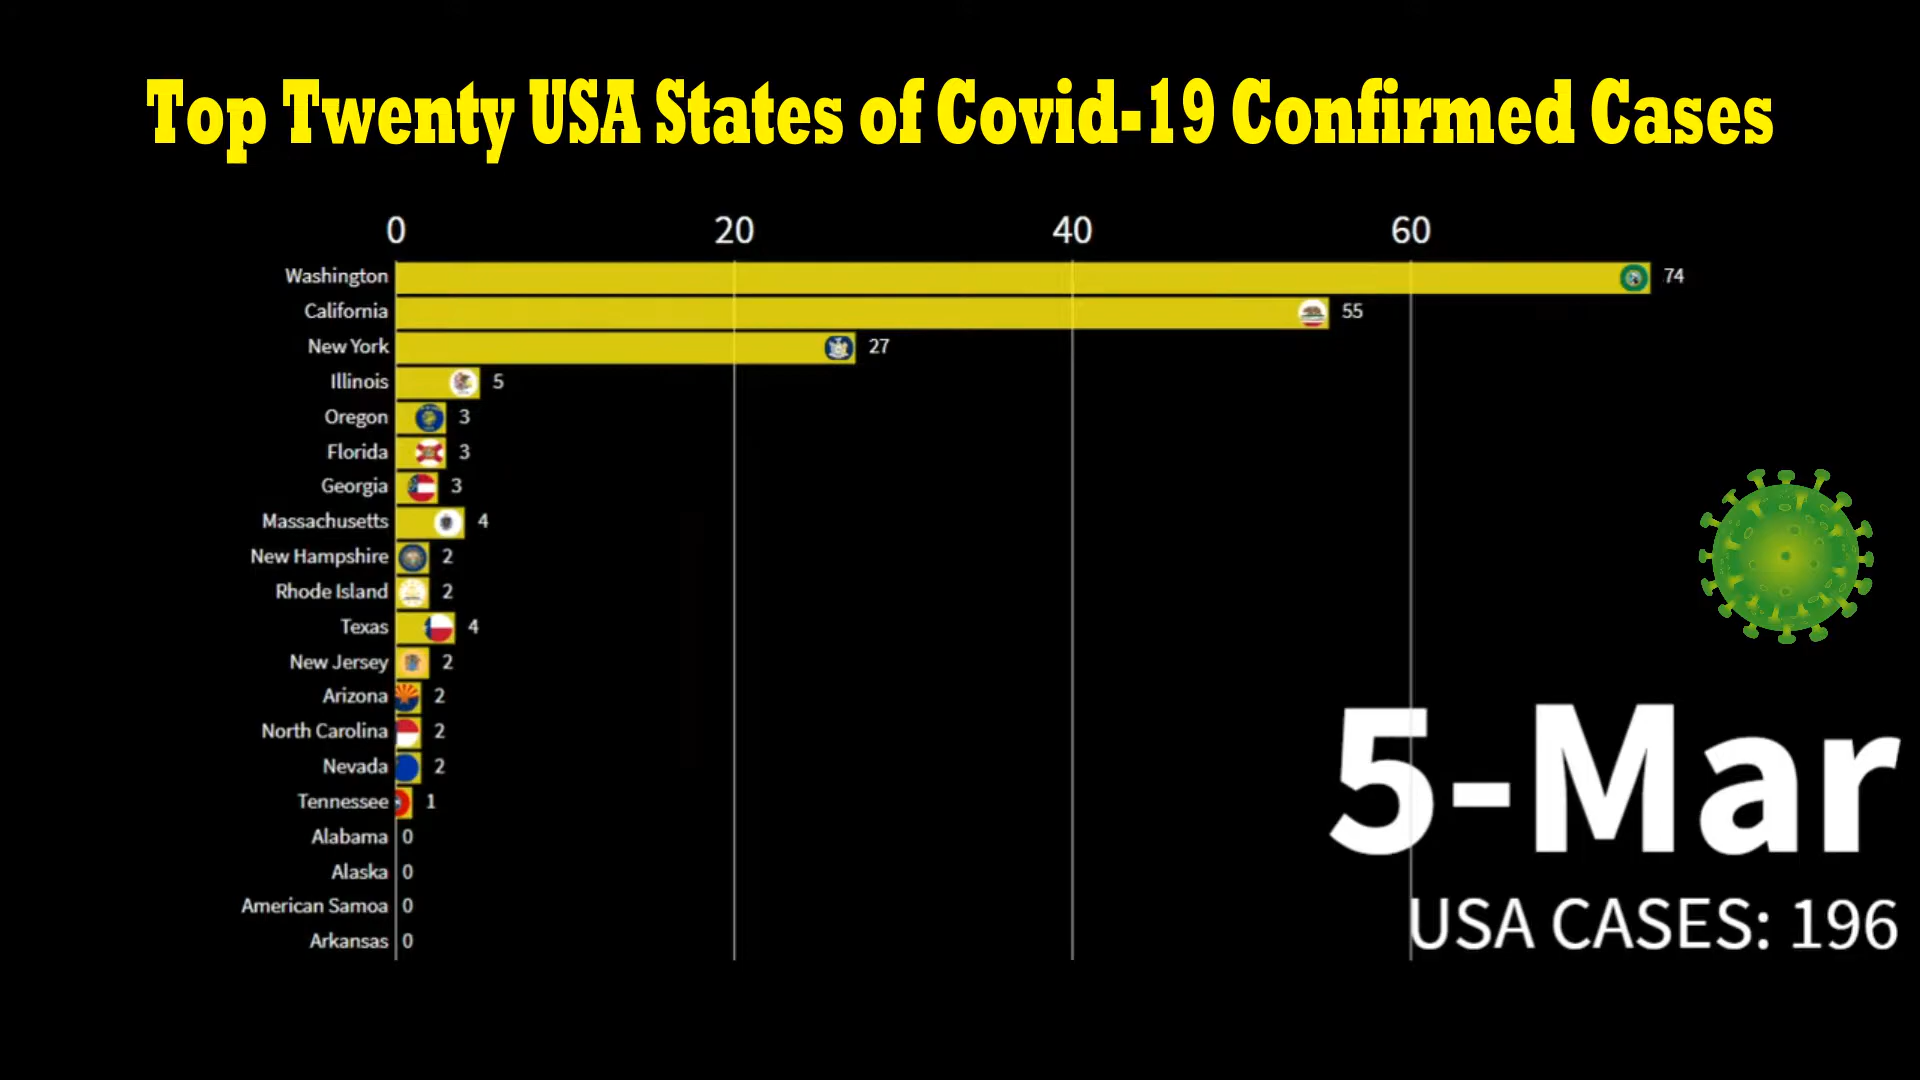 Top Twenty USA States of Covid-19 Confirmed Cases
0 20 40 60
Washington 74
California 55
New York 27
Illinois 5
Oregon 3
Florida 3
Georgia 3
Massachusetts 4
New Hampshire 2
Rhode Island 2
Texas 4
New Jersey 2
Arizona 2
North Carolina 2
Nevada 2
Tennessee 1
Alabama 0
Alaska 0
American Samoa 0
Arkansas 0
5-Mar
USA CASES: 196